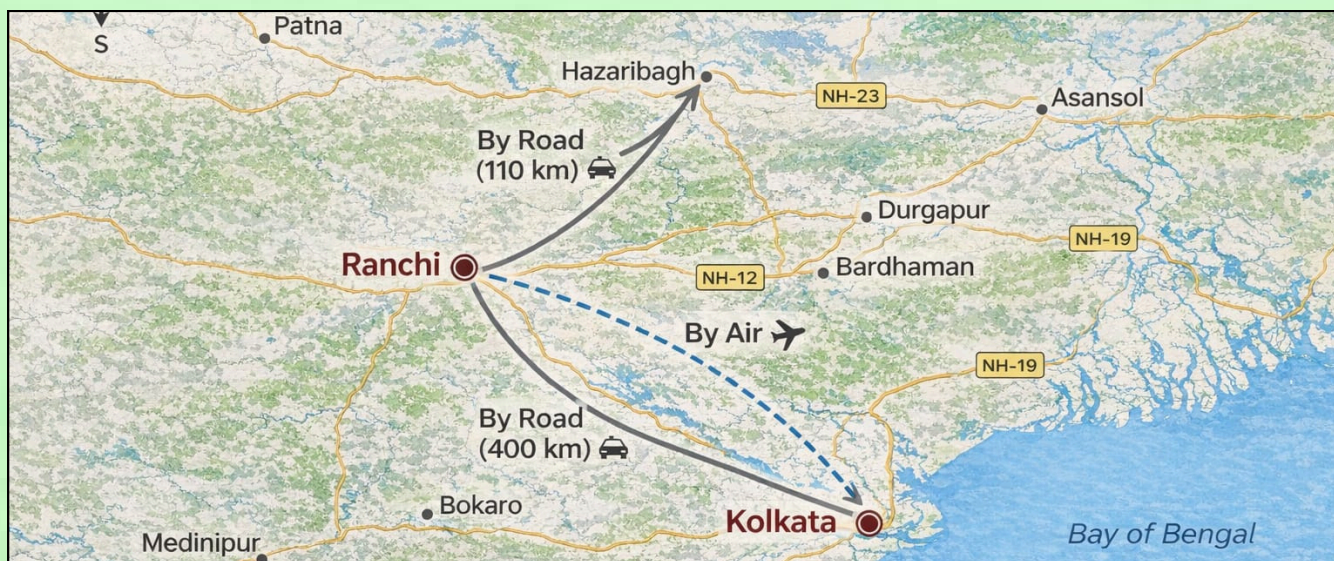 S
Patna
Hazaribagh
NH-23
Asansol
By Road
(110 km)
Durgapur
NH-19
Ranchi
NH-12
Bardhaman
By Air
NH-19
By Road
(400 km)
Bokaro
Kolkata
Bay of Bengal
Medinipur